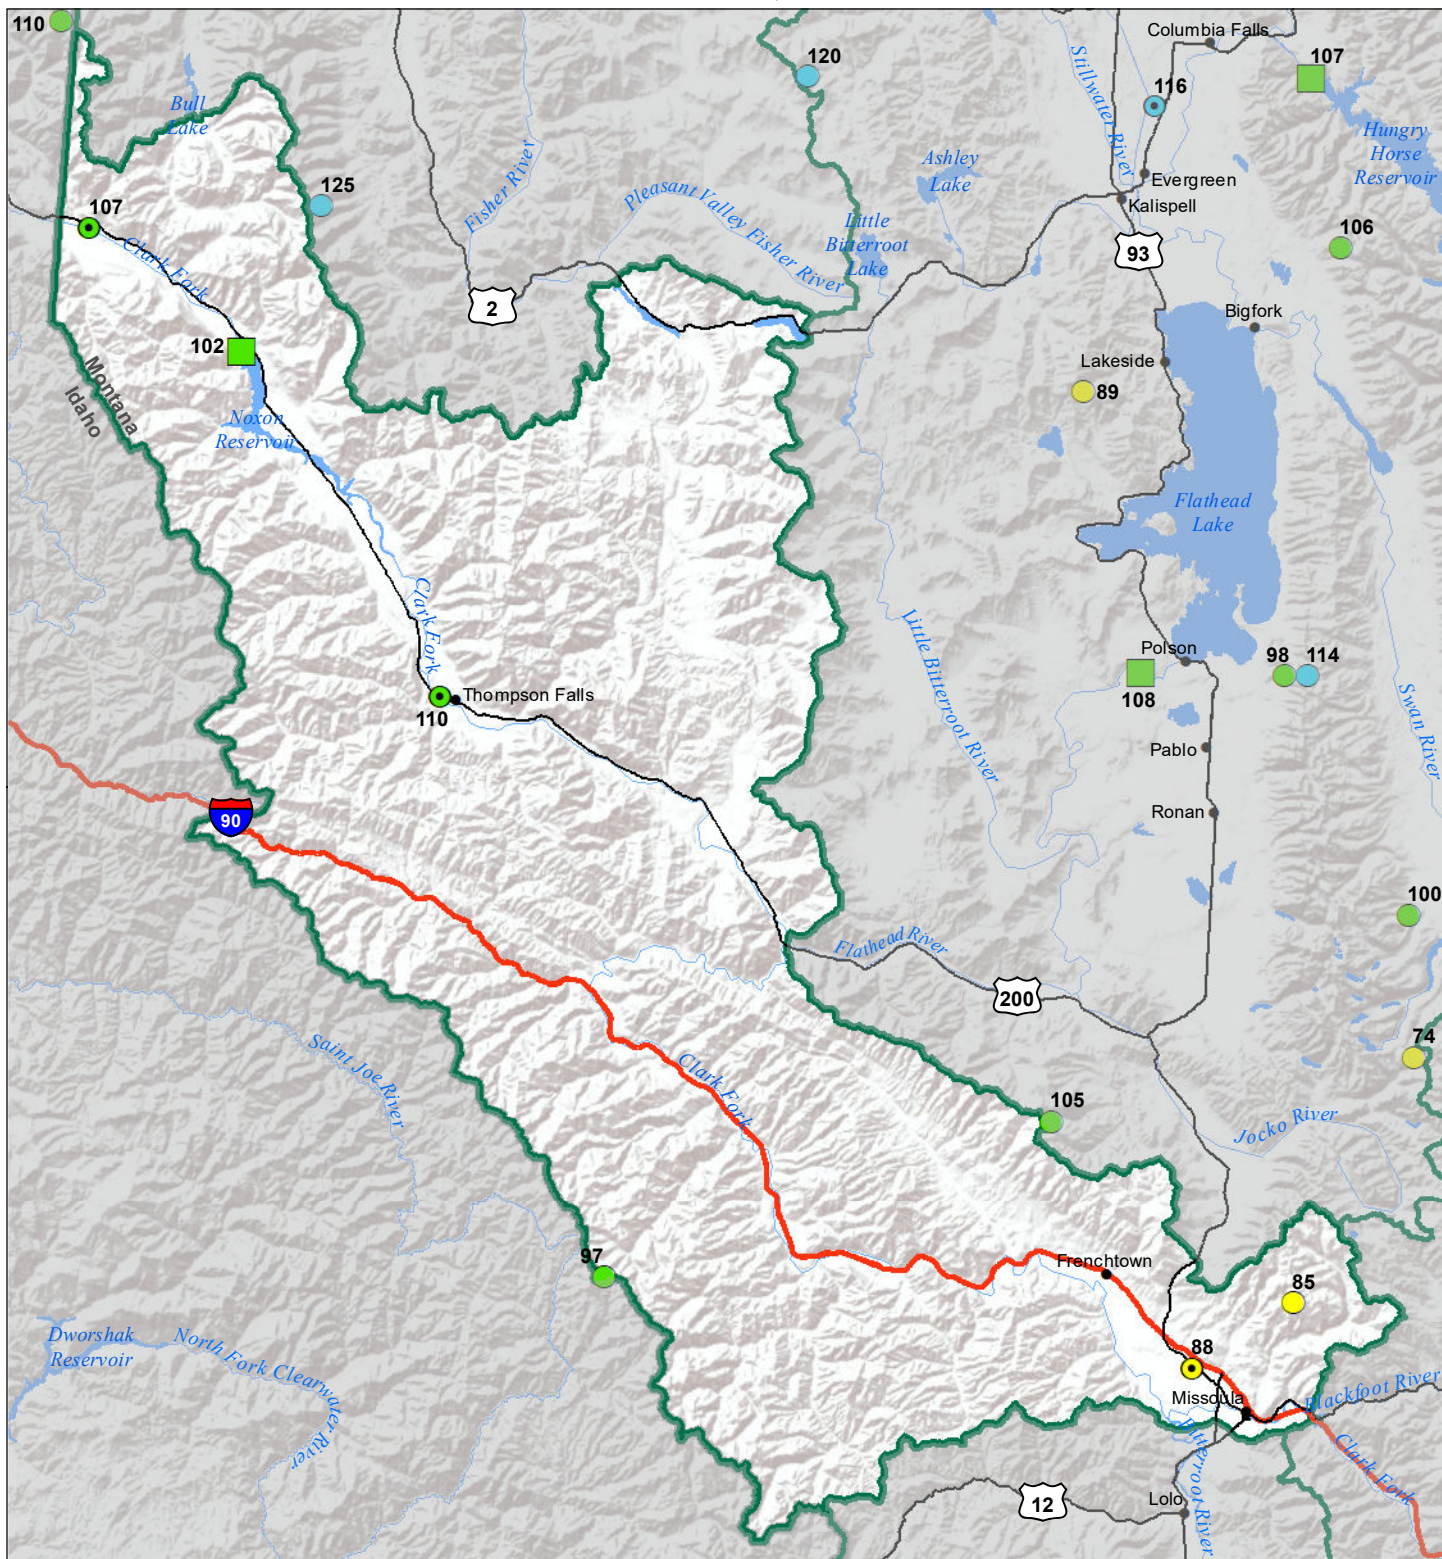 110
Columbia Falls
120
107
Stillwater River
116
Bull
Lake
Hungry
Horse
Reservoir
Ashley
Lake
Fisher River
Evergreen
125
Pleasant Valley Fisher River
Kalispell
107
Little
Bitterroot
Lake
106
93
Clark Fork
2
Bigfork
102
Lakeside
Montana
Idaho
89
Noxon
Reservoir
Flathead
Lake
Clark Fork
Little Bitterroot River
Polson
98
114
108
Swan River
Thompson Falls
110
Pablo
90
Ronan
100
Flathead River
200
74
Saint Joe River
Clark Fork
105
Jocko River
97
Frenchtown
85
Dworshak
Reservoir
North Fork Clearwater
River
88
Missoula
Blackfoot River
Bitterroot River
Clark Fork
12
Lolo